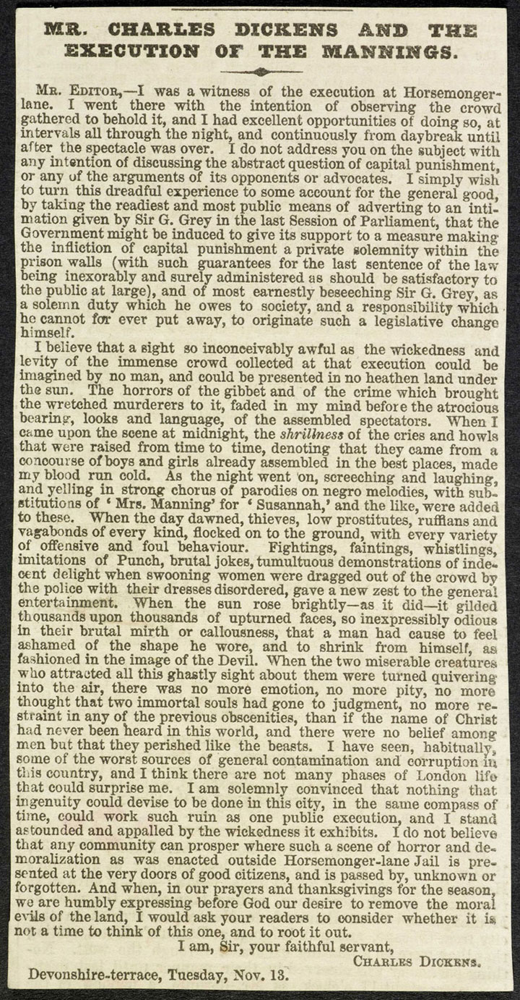 MR. CHARLES DICKENS AND THE
EXECUTION OF THE MANNINGS.
MR. EDITOR,—I was a witness of the execution at Horsemonger-
lane. I went there with the intention of observing the crowd
gathered to behold it, and I had excellent opportunities of doing so, at
intervals all through the night, and continuously from daybreak until
after the spectacle was over. I do not address you on the subject with
any intention of discussing the abstract question of capital punishment,
or any of the arguments of its opponents or advocates. I simply wish
to turn this dreadful experience to some account for the general good,
by taking the readiest and most public means of adverting to an inti-
mation given by Sir G. Grey in the last Session of Parliament, that the
Government might be induced to give its support to a measure making
the infliction of capital punishment a private solemnity within the
prison walls (with such guarantees for the last sentence of the law
being inexorably and surely administered as should be satisfactory to
the public at large), and of most earnestly beseeching Sir G. Grey, as
a solemn duty which he owes to society, and a responsibility which
he cannot for ever put away, to originate such a legislative change
himself.
I believe that a sight so inconceivably awful as the wickedness and
levity of the immense crowd collected at that execution could be
imagined by no man, and could be presented in no heathen land under
the sun. The horrors of the gibbet and of the crime which brought
the wretched murderers to it, faded in my mind before the atrocious
bearing, looks and language, of the assembled spectators. When I
came upon the scene at midnight, the shrillness of the cries and howls
that were raised from time to time, denoting that they came from a
concourse of boys and girls already assembled in the best places, made
my blood run cold. As the night went on, screeching and laughing,
and yelling in strong chorus of parodies on negro melodies, with sub-
stitutions of ‘ Mrs. Manning’ for ‘ Susannah,’ and the like, were added
to these. When the day dawned, thieves, low prostitutes, ruffians and
vagabonds of every kind, flocked on to the ground, with every variety
of offensive and foul behaviour. Fightings, faintings, whistlings,
imitations of Punch, brutal jokes, tumultuous demonstrations of inde-
cent delight when swooning women were dragged out of the crowd by
the police with their dresses disordered, gave a new zest to the general
entertainment. When the sun rose brightly—as it did—it gilded
thousands upon thousands of upturned faces, so inexpressibly odious
in their brutal mirth or callousness, that a man had cause to feel
ashamed of the shape he wore, and to shrink from himself, as
fashioned in the image of the Devil. When the two miserable creatures
who attracted all this ghastly sight about them were turned quivering
into the air, there was no more emotion, no more pity, no more
thought that two immortal souls had gone to judgment, no more re-
straint in any of the previous obscenities, than if the name of Christ
had never been heard in this world, and there were no belief among
men but that they perished like the beasts. I have seen, habitually,
some of the worst sources of general contamination and corruption in
this country, and I think there are not many phases of London life
that could surprise me. I am solemnly convinced that nothing that
ingenuity could devise to be done in this city, in the same compass of
time, could work such ruin as one public execution, and I stand
astounded and appalled by the wickedness it exhibits. I do not believe
that any community can prosper where such a scene of horror and de-
moralization as was enacted outside Horsemonger-lane Jail is pre-
sented at the very doors of good citizens, and is passed by, unknown or
forgotten. And when, in our prayers and thanksgivings for the season,
we are humbly expressing before God our desire to remove the moral
evils of the land, I would ask your readers to consider whether it is
not a time to think of this one, and to root it out.
I am, Sir, your faithful servant,
CHARLES DICKENS.
Devonshire-terrace, Tuesday, Nov. 13.